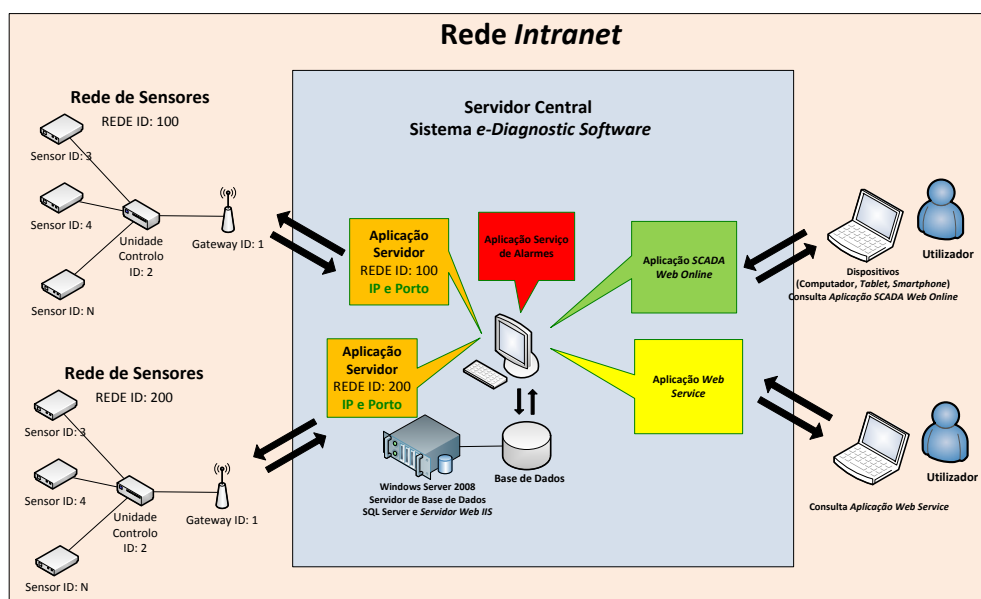 Rede Intranet
Rede de Sensores
REDE ID: 100
Sensor ID: 3
Sensor ID: 4
Sensor ID: N
Unidade
Controlo
ID: 2
Gateway ID: 1
Rede de Sensores
REDE ID: 200
Sensor ID: 3
Sensor ID: 4
Sensor ID: N
Unidade
Controlo
ID: 2
Gateway ID: 1
Servidor Central
Sistema e-Diagnostic Software
Aplicação
Servidor
REDE ID: 100
IP e Porto
Aplicação
Servidor
REDE ID: 200
IP e Porto
Aplicação Serviço
de Alarmes
Aplicação SCADA
Web Online
Aplicação Web
Service
Windows Server 2008
Servidor de Base de Dados
SQL Server e Servidor Web IIS
Base de Dados
Utilizador
Dispositivos
(Computador, Tablet, Smartphone)
Consulta Aplicação SCADA Web Online
Utilizador
Consulta Aplicação Web Service